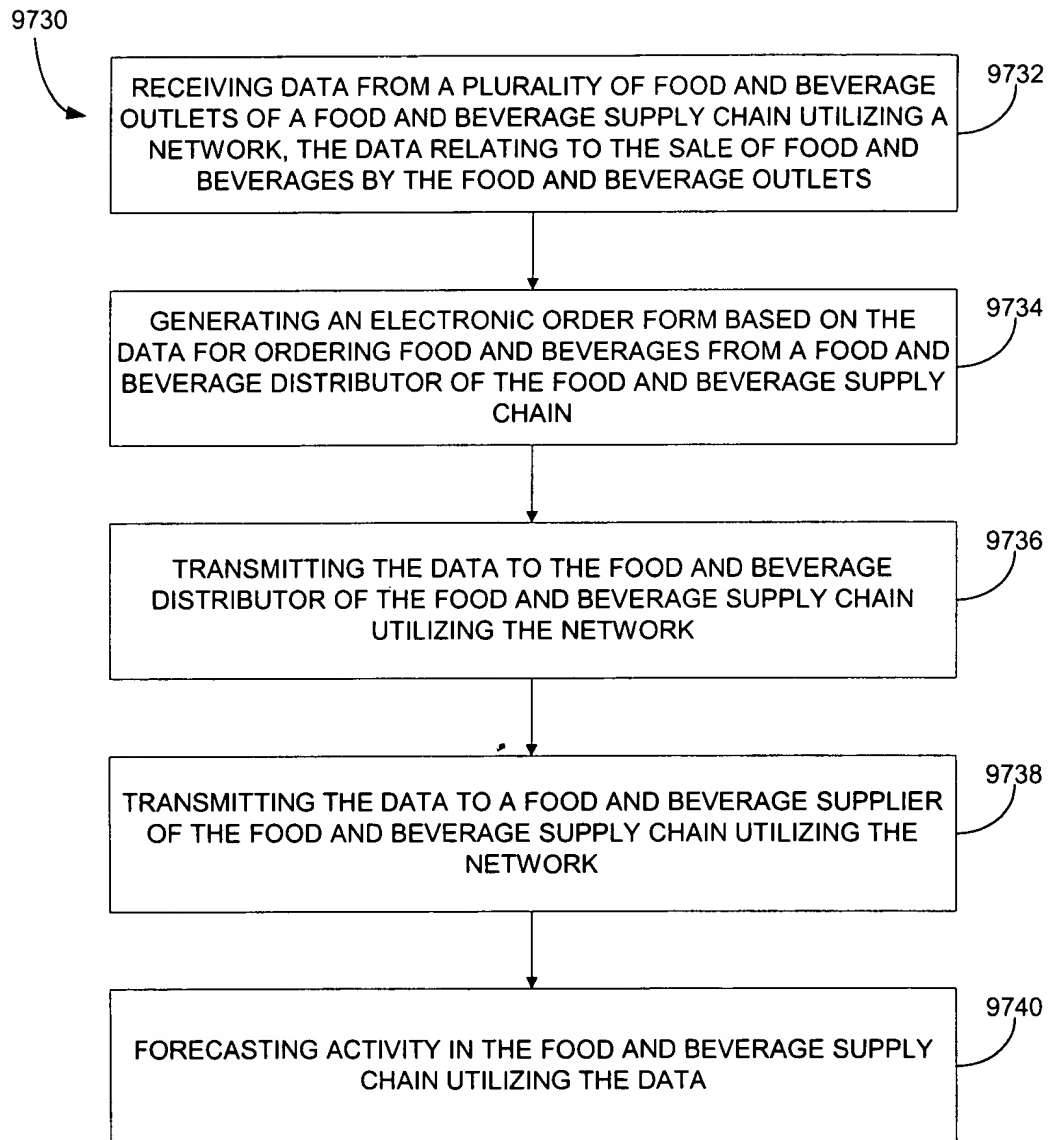 9730
9732
RECEIVING DATA FROM A PLURALITY OF FOOD AND BEVERAGE
OUTLETS OF A FOOD AND BEVERAGE SUPPLY CHAIN UTILIZING A
NETWORK, THE DATA RELATING TO THE SALE OF FOOD AND
BEVERAGES BY THE FOOD AND BEVERAGE OUTLETS
9734
GENERATING AN ELECTRONIC ORDER FORM BASED ON THE
DATA FOR ORDERING FOOD AND BEVERAGES FROM A FOOD AND
BEVERAGE DISTRIBUTOR OF THE FOOD AND BEVERAGE SUPPLY
CHAIN
9736
TRANSMITTING THE DATA TO THE FOOD AND BEVERAGE
DISTRIBUTOR OF THE FOOD AND BEVERAGE SUPPLY CHAIN
UTILIZING THE NETWORK
9738
TRANSMITTING THE DATA TO A FOOD AND BEVERAGE SUPPLIER
OF THE FOOD AND BEVERAGE SUPPLY CHAIN UTILIZING THE
NETWORK
9740
FORECASTING ACTIVITY IN THE FOOD AND BEVERAGE SUPPLY
CHAIN UTILIZING THE DATA